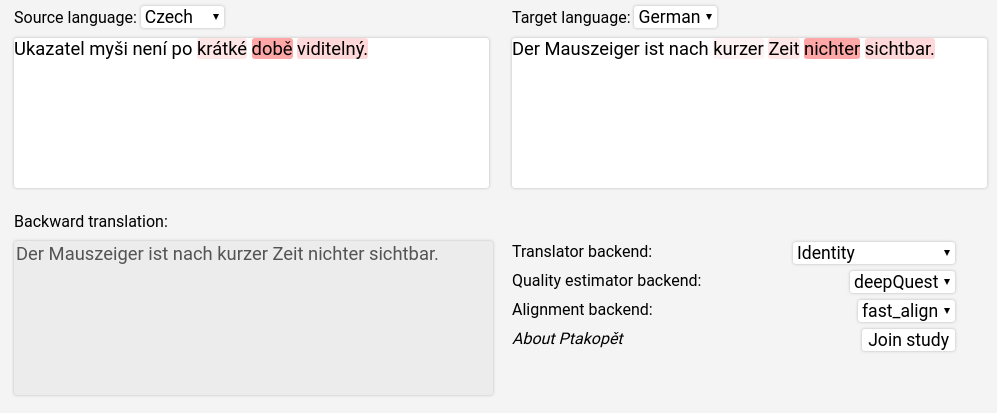 Source language: Czech
Target language: German
Ukazatel myši není po krátké době viditelný.
Der Mauszeiger ist nach kurzer Zeit nichter sichtbar.
Backward translation:
Der Mauszeiger ist nach kurzer Zeit nichter sichtbar.
Translator backend: Identity
Quality estimator backend: deepQuest
Alignment backend: fast_align
About Ptakopět Join study